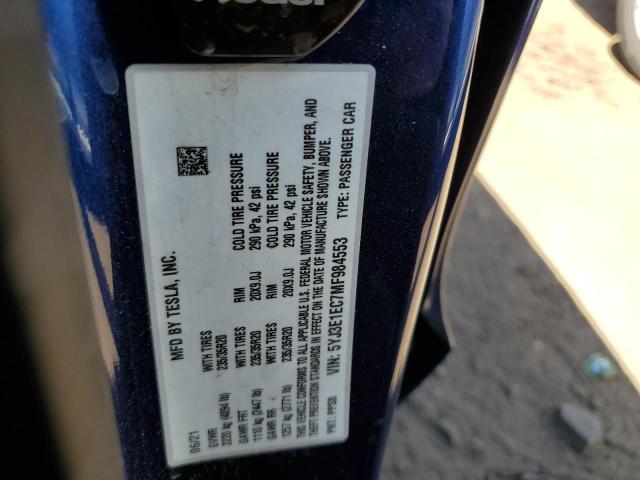 MFD BY TESLA, INC.
06/21
GVWR
2220 kg (4894 lb)
GAWR FRT
1110 kg (2447 lb)
GAWR RR
1257 kg (2771 lb)
WITH TIRES
235/35R20
WITH TIRES
235/35R20
RIM
20X9.0J
RIM
20X9.0J
COLD TIRE PRESSURE
290 kPa, 42 psi
COLD TIRE PRESSURE
290 kPa, 42 psi
THIS VEHICLE CONFORMS TO ALL APPLICABLE U.S. FEDERAL MOTOR VEHICLE SAFETY, BUMPER, AND
THEFT PREVENTION STANDARDS IN EFFECT ON THE DATE OF MANUFACTURE SHOWN ABOVE.
VIN: 5YJ3E1EC7MF984553
TYPE: PASSENGER CAR
PNT: PPSB